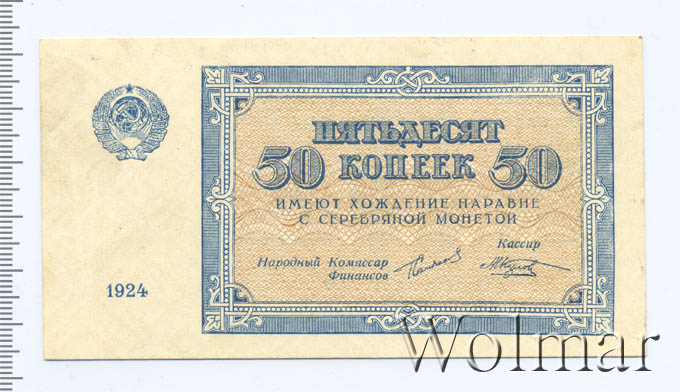 ПЯТЬДЕСЯТ
50 КОПЕЕК 50
ИМЕЮТ ХОЖДЕНИЕ НАРАВНЕ
С СЕРЕБРЯНОЙ МОНЕТОЙ
Кассир
Народный Комиссар
Финансов
1924
Wolmar